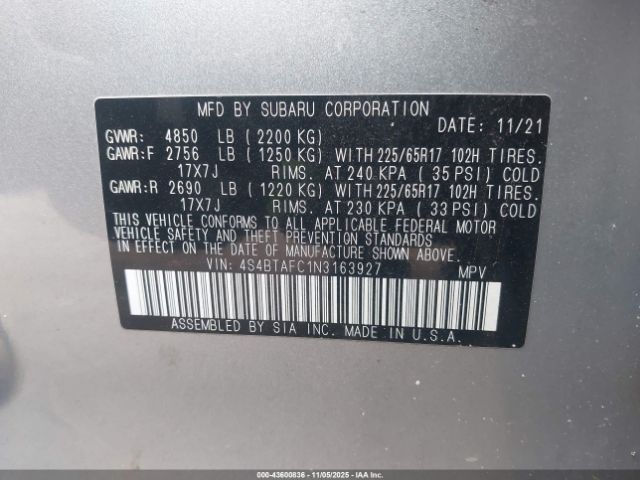 MFD BY SUBARU CORPORATION
DATE: 11/21
GVWR: 4850 LB (2200 KG)
GAWR:F 2756 LB (1250 KG) WITH 225/65R17 102H TIRES.
17X7J RIMS. AT 240 KPA (35 PSI) COLD
GAWR:R 2690 LB (1220 KG) WITH 225/65R17 102H TIRES.
17X7J RIMS. AT 230 KPA (33 PSI) COLD
THIS VEHICLE CONFORMS TO ALL APPLICABLE FEDERAL MOTOR
VEHICLE SAFETY AND THEFT PREVENTION STANDARDS
IN EFFECT ON THE DATE OF MANUFACTURE SHOWN ABOVE.
VIN: 4S4BTAFC1N3163927 MPV
ASSEMBLED BY SIA INC. MADE IN U.S.A.
000-43600836 - 11/05/2025 - IAA Inc.